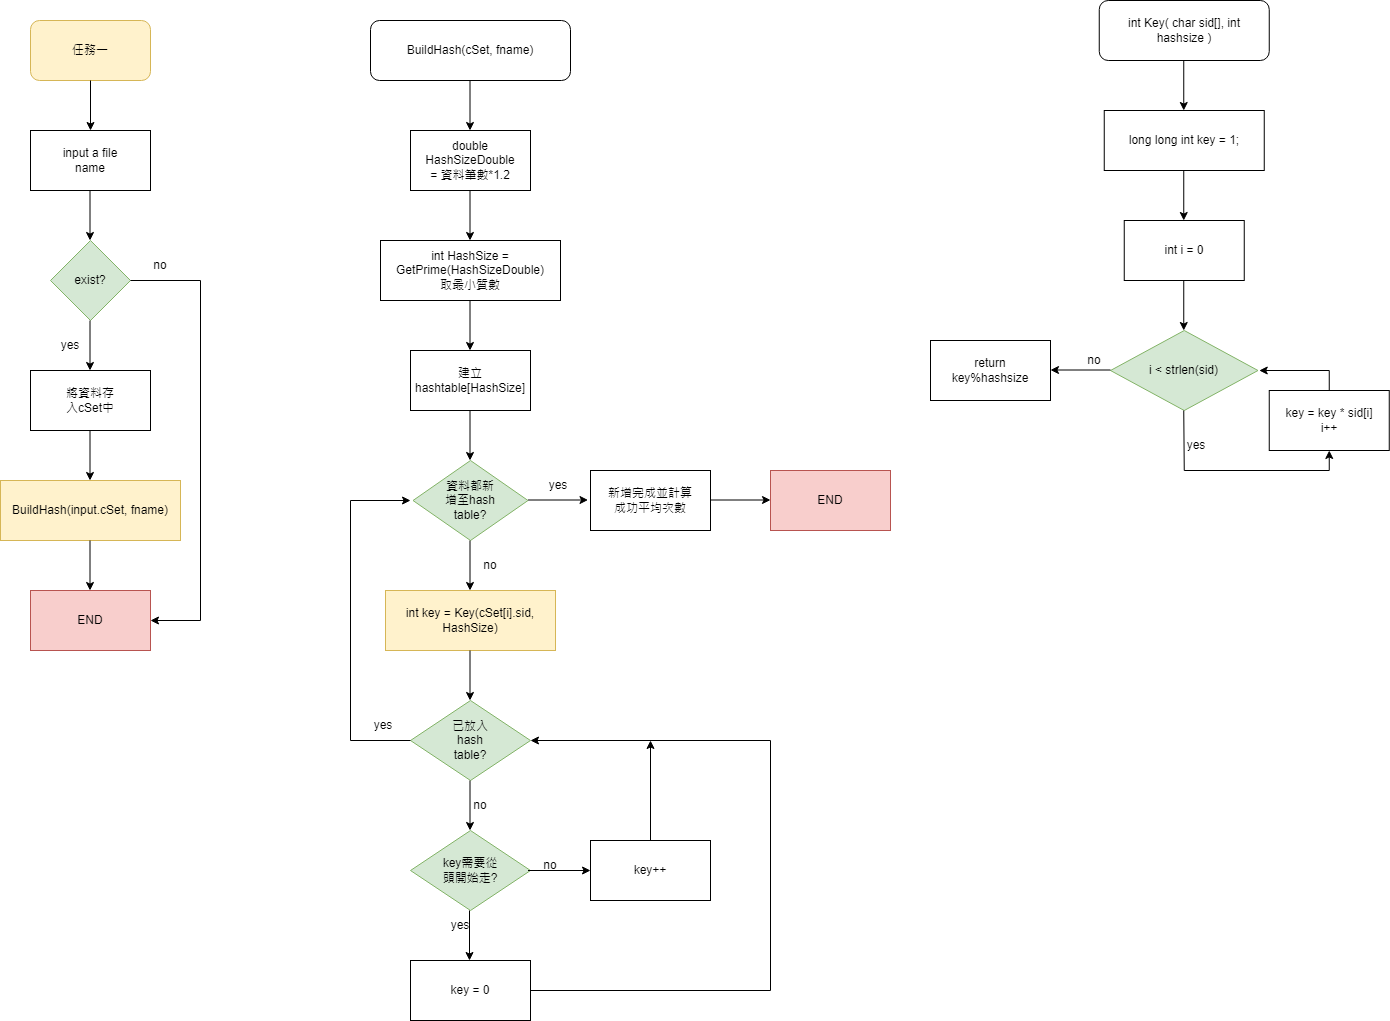 任務一
input a file
name
exist?
no
yes
將資料存
入cSet中
BuildHash(input.cSet, fname)
END
BuildHash(cSet, fname)
double
HashSizeDouble
= 資料筆數*1.2
int HashSize =
GetPrime(HashSizeDouble)
取最小質數
建立
hashtable[HashSize]
資料都新
增至hash
table?
yes
新增完成並計算
成功平均次數
END
no
int key = Key(cSet[i].sid,
HashSize)
已放入
hash
table?
yes
no
key需要從
頭開始走?
no
key++
yes
key = 0
int Key( char sid[], int
hashsize )
long long int key = 1;
int i = 0
i < strlen(sid)
no
return
key%hashsize
yes
key = key * sid[i]
i++